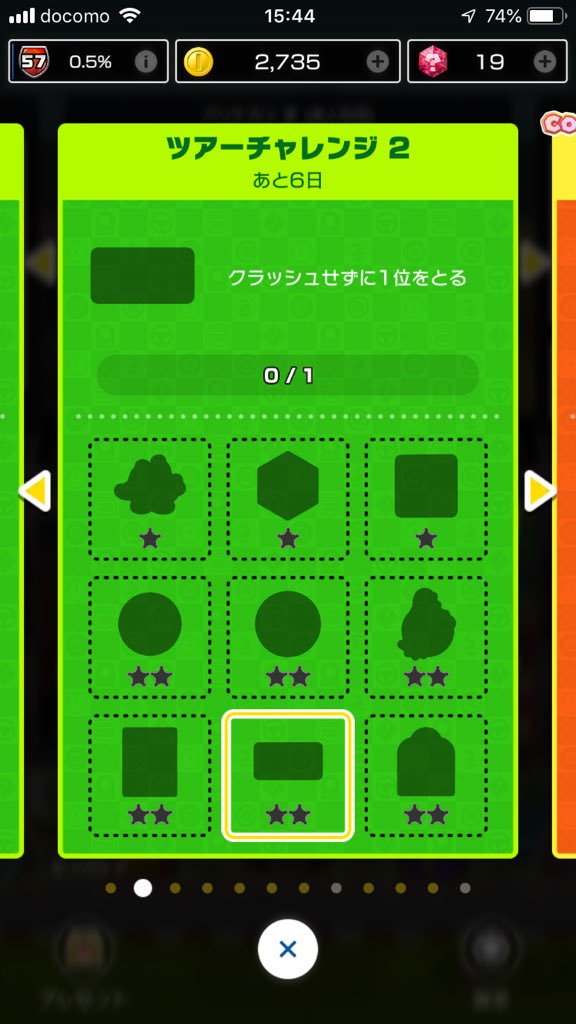 docomo 15:44 74%
57 0.5% i 2,735 19
CO
ツアーチャレンジ 2
あと6日
クラッシュせずに1位をとる
0 / 1